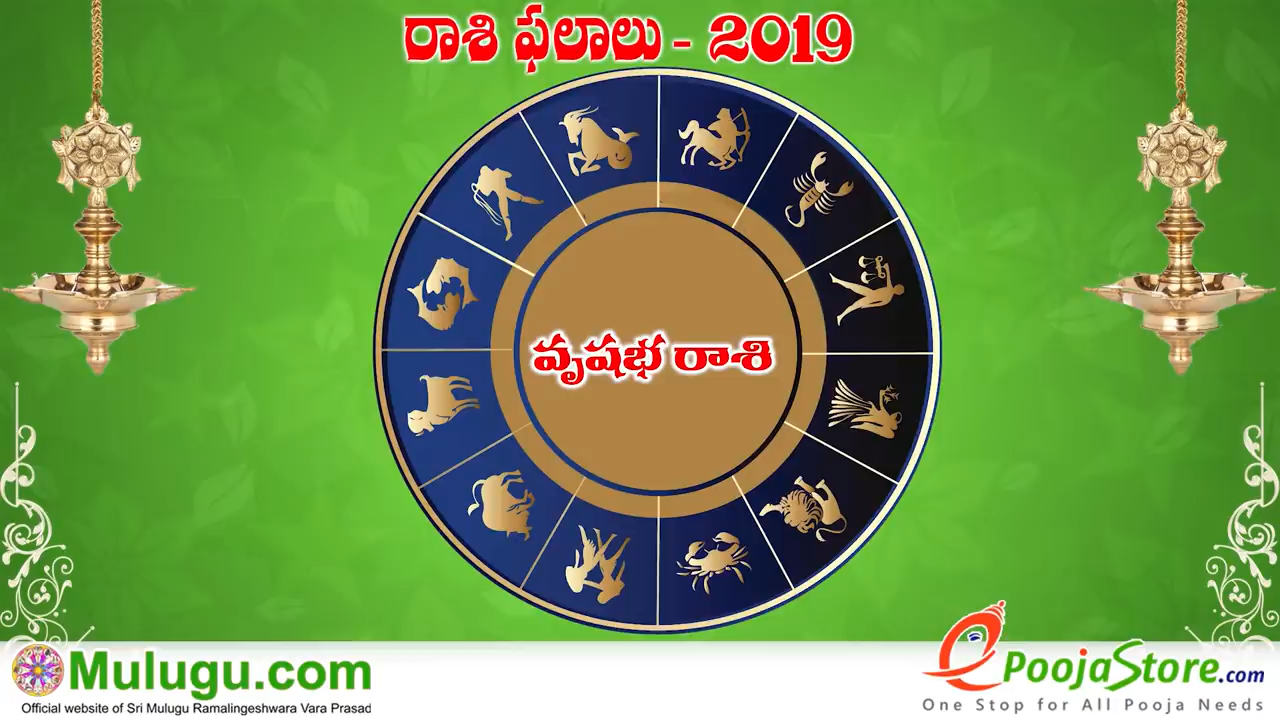 రాశి ఫలాలు - 2019
వృషభ రాశి
Mulugu.com
Official website of Sri Mulugu Ramalingeshwara Vara Prasad
ePoojaStore.com
One Stop for All Pooja Needs